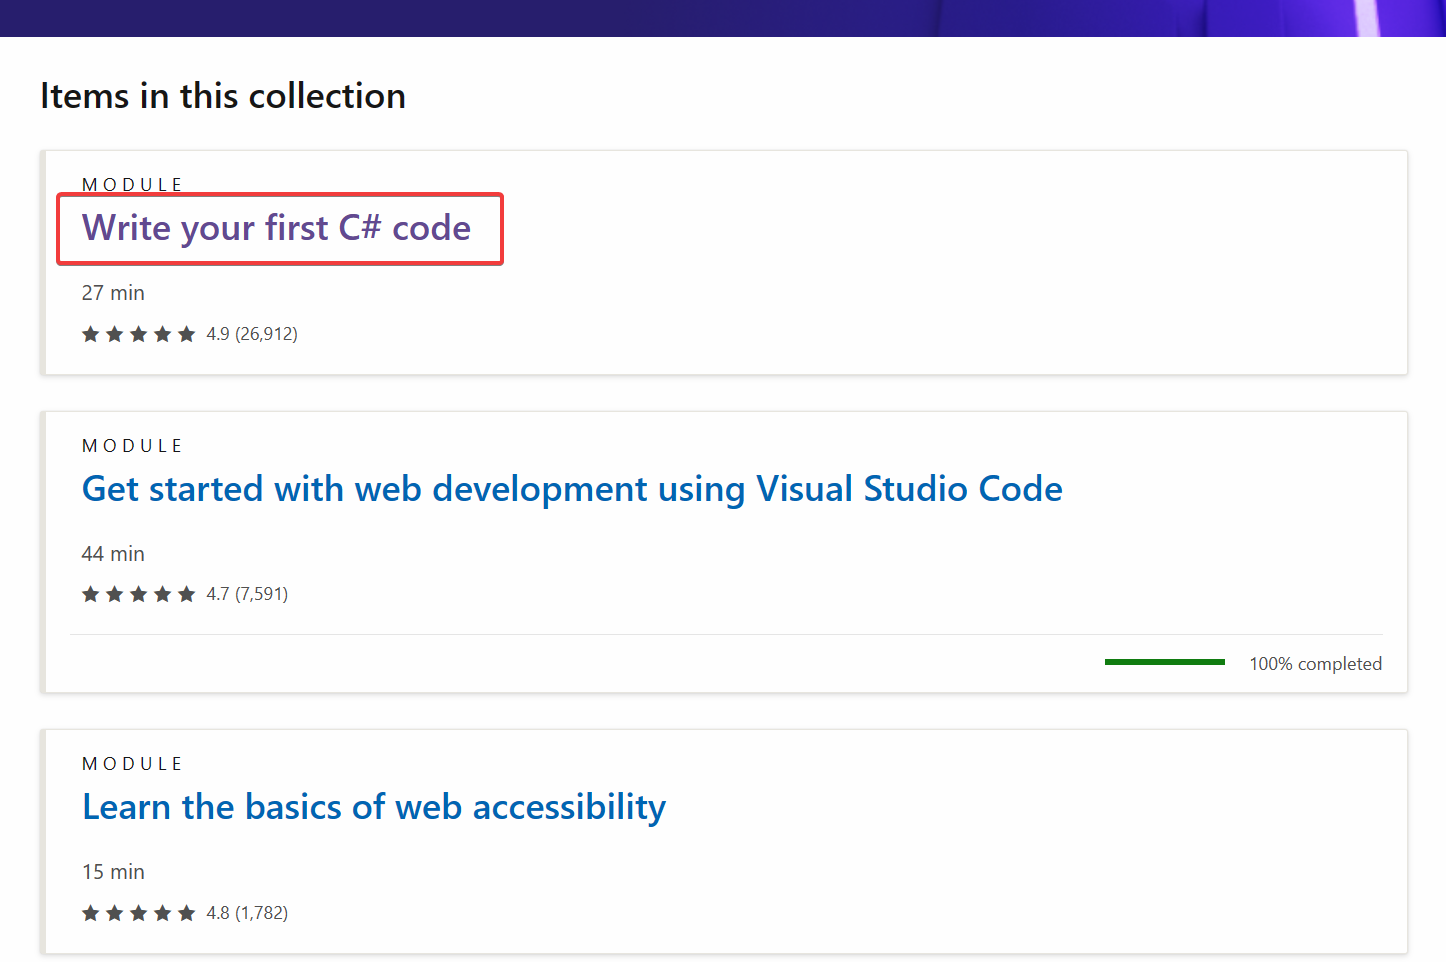 Items in this collection
MODULE
Write your first C# code
27 min
4.9 (26,912)
MODULE
Get started with web development using Visual Studio Code
44 min
4.7 (7,591)
100% completed
MODULE
Learn the basics of web accessibility
15 min
4.8 (1,782)